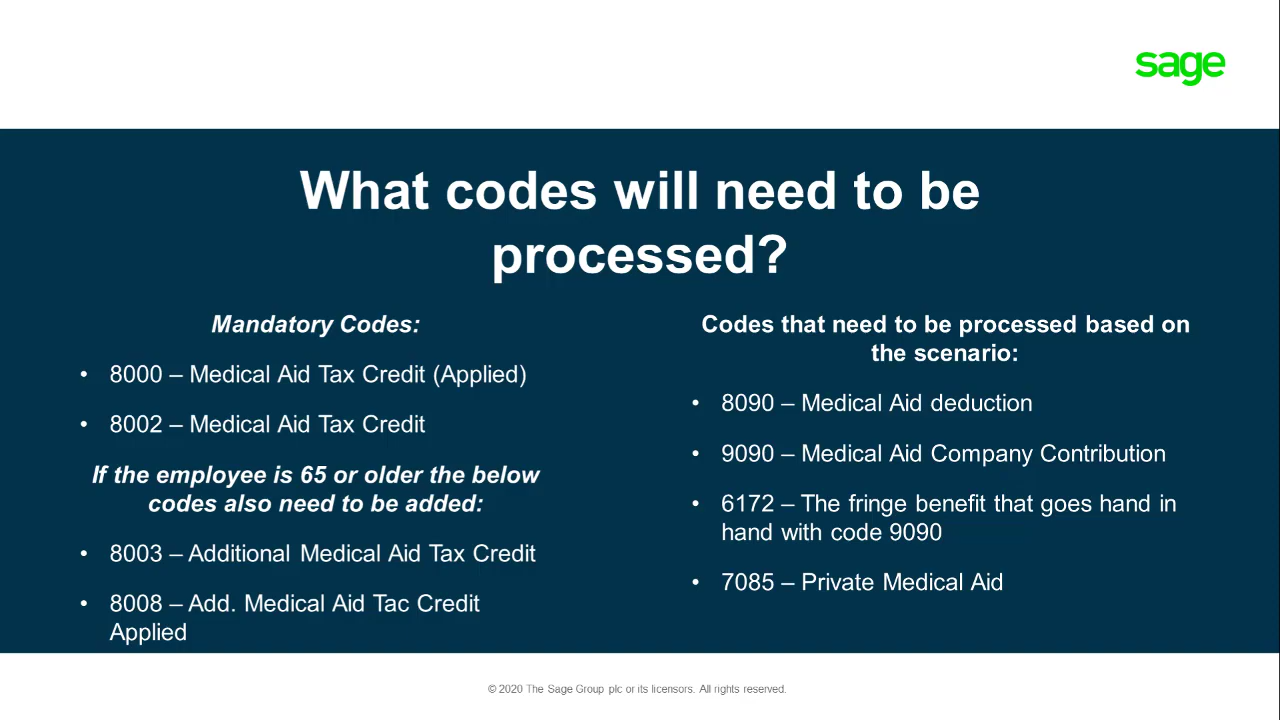 sage
What codes will need to be
processed?
Mandatory Codes:
• 8000 – Medical Aid Tax Credit (Applied)
• 8002 – Medical Aid Tax Credit
If the employee is 65 or older the below
codes also need to be added:
• 8003 – Additional Medical Aid Tax Credit
• 8008 – Add. Medical Aid Tac Credit
Applied
Codes that need to be processed based on
the scenario:
• 8090 – Medical Aid deduction
• 9090 – Medical Aid Company Contribution
• 6172 – The fringe benefit that goes hand in
hand with code 9090
• 7085 – Private Medical Aid
© 2020 The Sage Group plc or its licensors. All rights reserved.